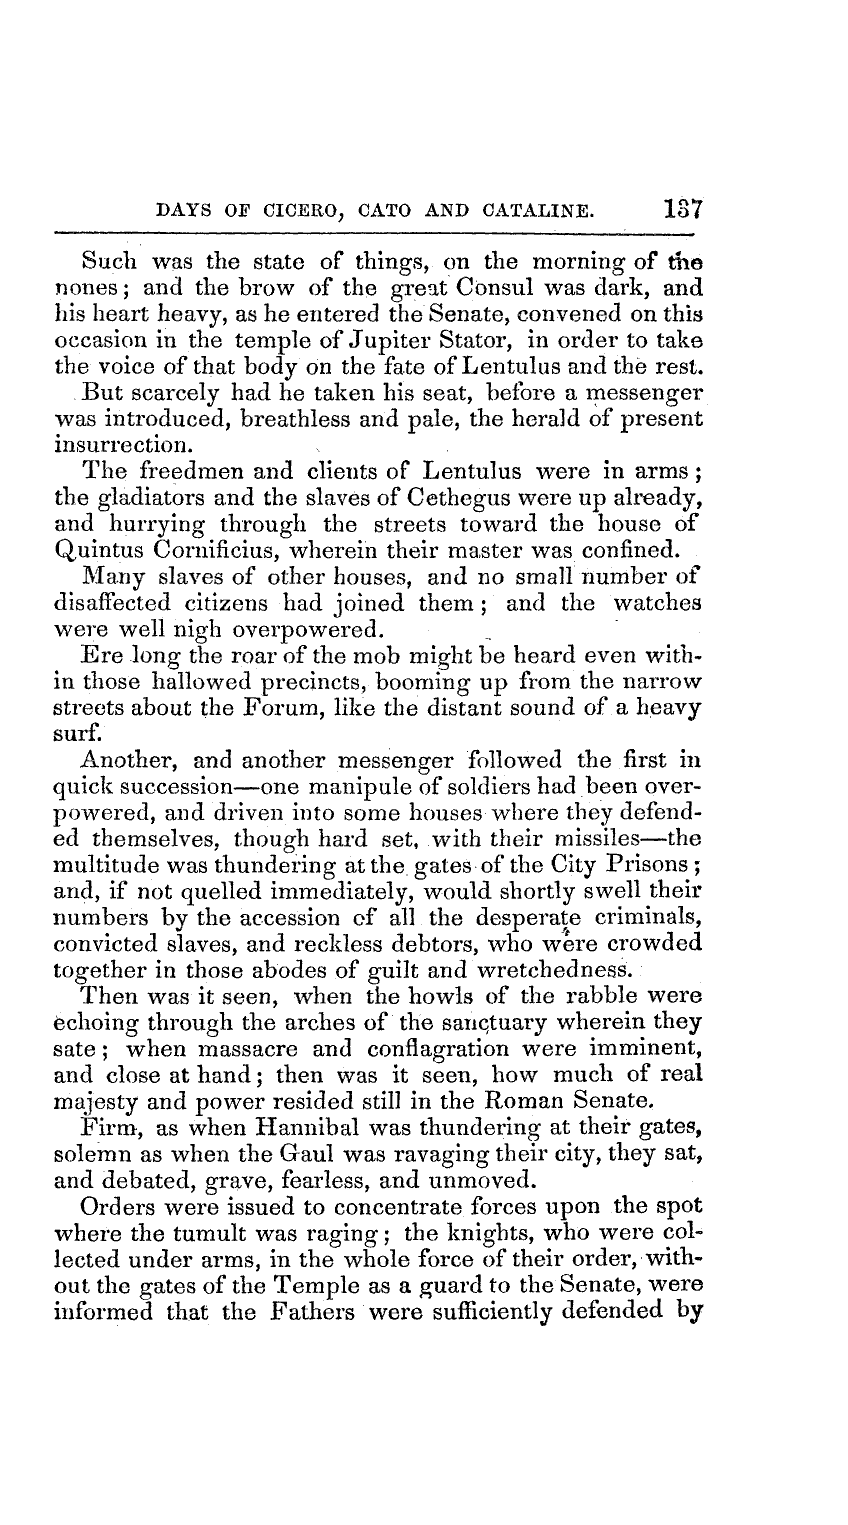 DAYS OF CICERO, CATO AND CATALINE. 137
Such was the state of things, on the morning of the
nones; and the brow of the great Consul was dark, and
his heart heavy, as he entered the Senate, convened on this
occasion in the temple of Jupiter Stator, in order to take
the voice of that body on the fate of Lentulus and the rest.
But scarcely had he taken his seat, before a messenger
was introduced, breathless and pale, the herald of present
insurrection.
The freedmen and clients of Lentulus were in arms;
the gladiators and the slaves of Cethegus were up already,
and hurrying through the streets toward the house of
Quintus Cornificius, wherein their master was confined.
Many slaves of other houses, and no small number of
disaffected citizens had joined them; and the watches
were well nigh overpowered.
Ere long the roar of the mob might be heard even with-
in those hallowed precincts, booming up from the narrow
streets about the Forum, like the distant sound of a heavy
surf.
Another, and another messenger followed the first in
quick succession—one manipule of soldiers had been over-
powered, and driven into some houses where they defend-
ed themselves, though hard set, with their missiles—the
multitude was thundering at the gates of the City Prisons;
and, if not quelled immediately, would shortly swell their
numbers by the accession of all the desperate criminals,
convicted slaves, and reckless debtors, who were crowded
together in those abodes of guilt and wretchedness.
Then was it seen, when the howls of the rabble were
echoing through the arches of the sanctuary wherein they
sate; when massacre and conflagration were imminent,
and close at hand; then was it seen, how much of real
majesty and power resided still in the Roman Senate.
Firm, as when Hannibal was thundering at their gates,
solemn as when the Gaul was ravaging their city, they sat,
and debated, grave, fearless, and unmoved.
Orders were issued to concentrate forces upon the spot
where the tumult was raging; the knights, who were col-
lected under arms, in the whole force of their order, with-
out the gates of the Temple as a guard to the Senate, were
informed that the Fathers were sufficiently defended by